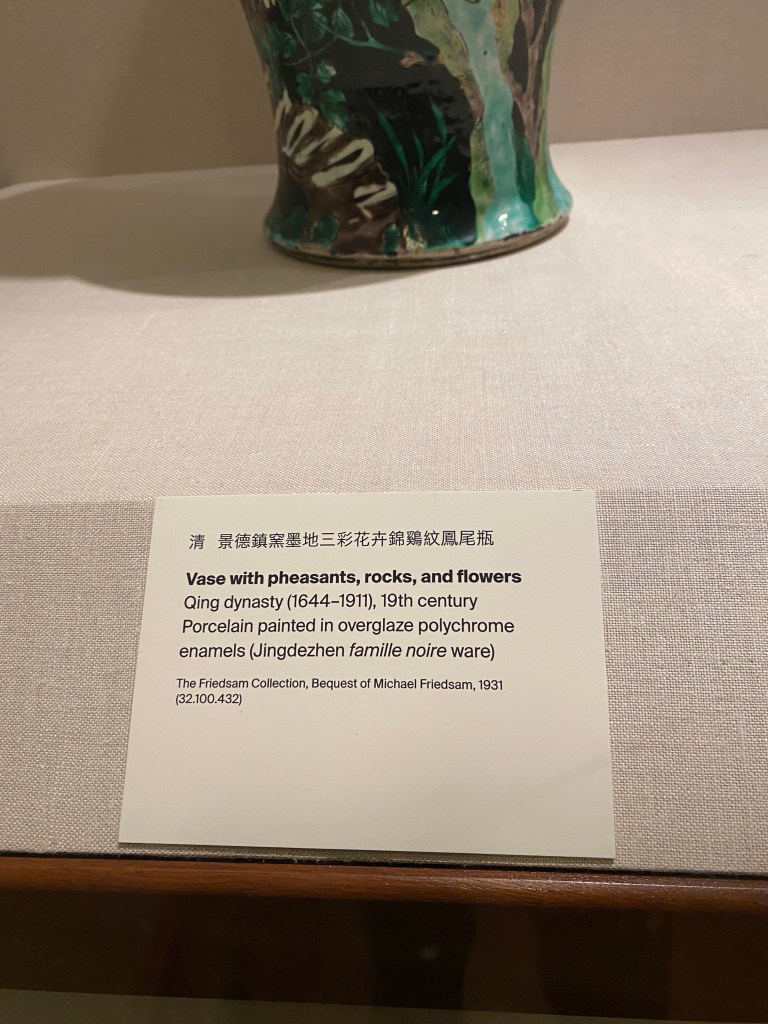 清 景德鎮窯墨地三彩花卉錦鷄紋鳳尾瓶
Vase with pheasants, rocks, and flowers
Qing dynasty (1644–1911), 19th century
Porcelain painted in overglaze polychrome
enamels (Jingdezhen famille noire ware)
The Friedsam Collection, Bequest of Michael Friedsam, 1931
(32.100.432)